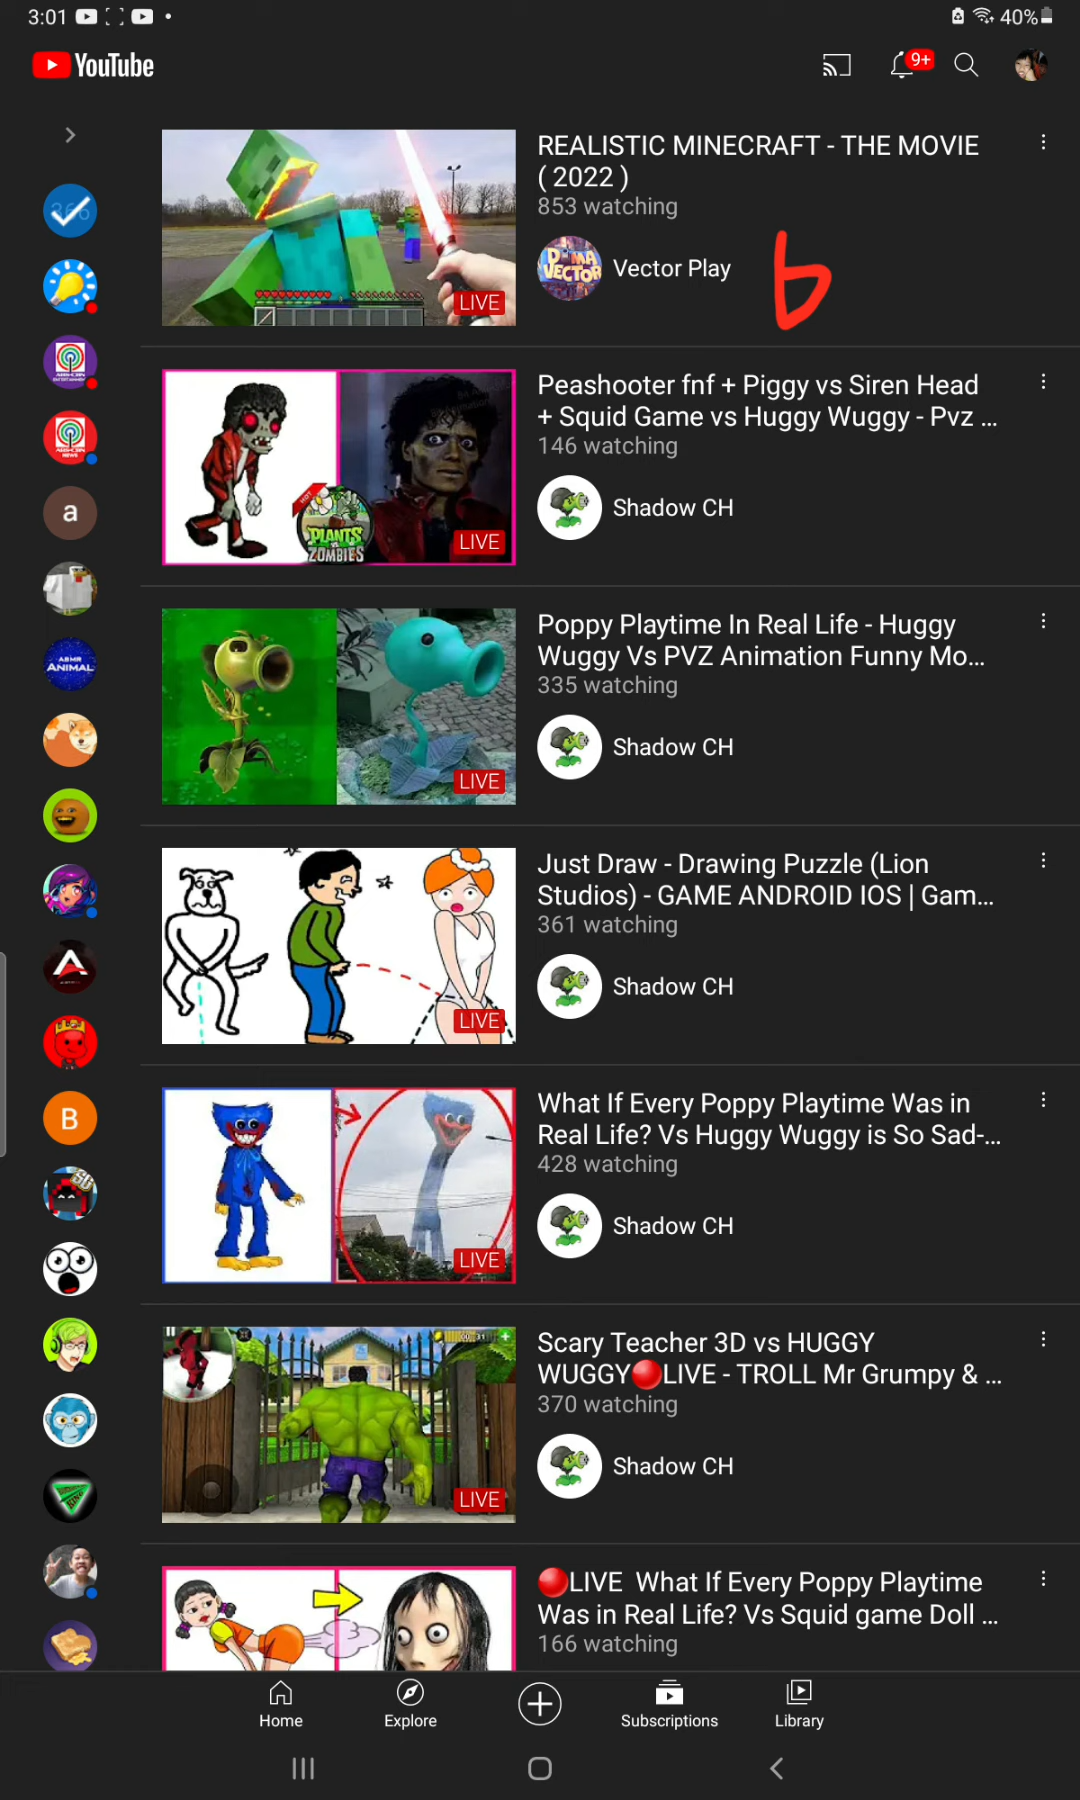 3:01
40%
YouTube
9+
REALISTIC MINECRAFT - THE MOVIE
( 2022 )
853 watching
Vector Play
6
LIVE
Peashooter fnf + Piggy vs Siren Head
+ Squid Game vs Huggy Wuggy - Pvz ...
146 watching
Shadow CH
HOT
PLANTS
VS
ZOMBIES
LIVE
Poppy Playtime In Real Life - Huggy
Wuggy Vs PVZ Animation Funny Mo...
335 watching
Shadow CH
LIVE
Just Draw - Drawing Puzzle (Lion
Studios) - GAME ANDROID IOS | Gam...
361 watching
Shadow CH
LIVE
What If Every Poppy Playtime Was in
Real Life? Vs Huggy Wuggy is So Sad-...
428 watching
Shadow CH
LIVE
Scary Teacher 3D vs HUGGY
WUGGY🔴LIVE - TROLL Mr Grumpy & ...
370 watching
Shadow CH
LIVE
🔴LIVE What If Every Poppy Playtime
Was in Real Life? Vs Squid game Doll ...
166 watching
a
ANIMAL
B
Home
Explore
Subscriptions
Library